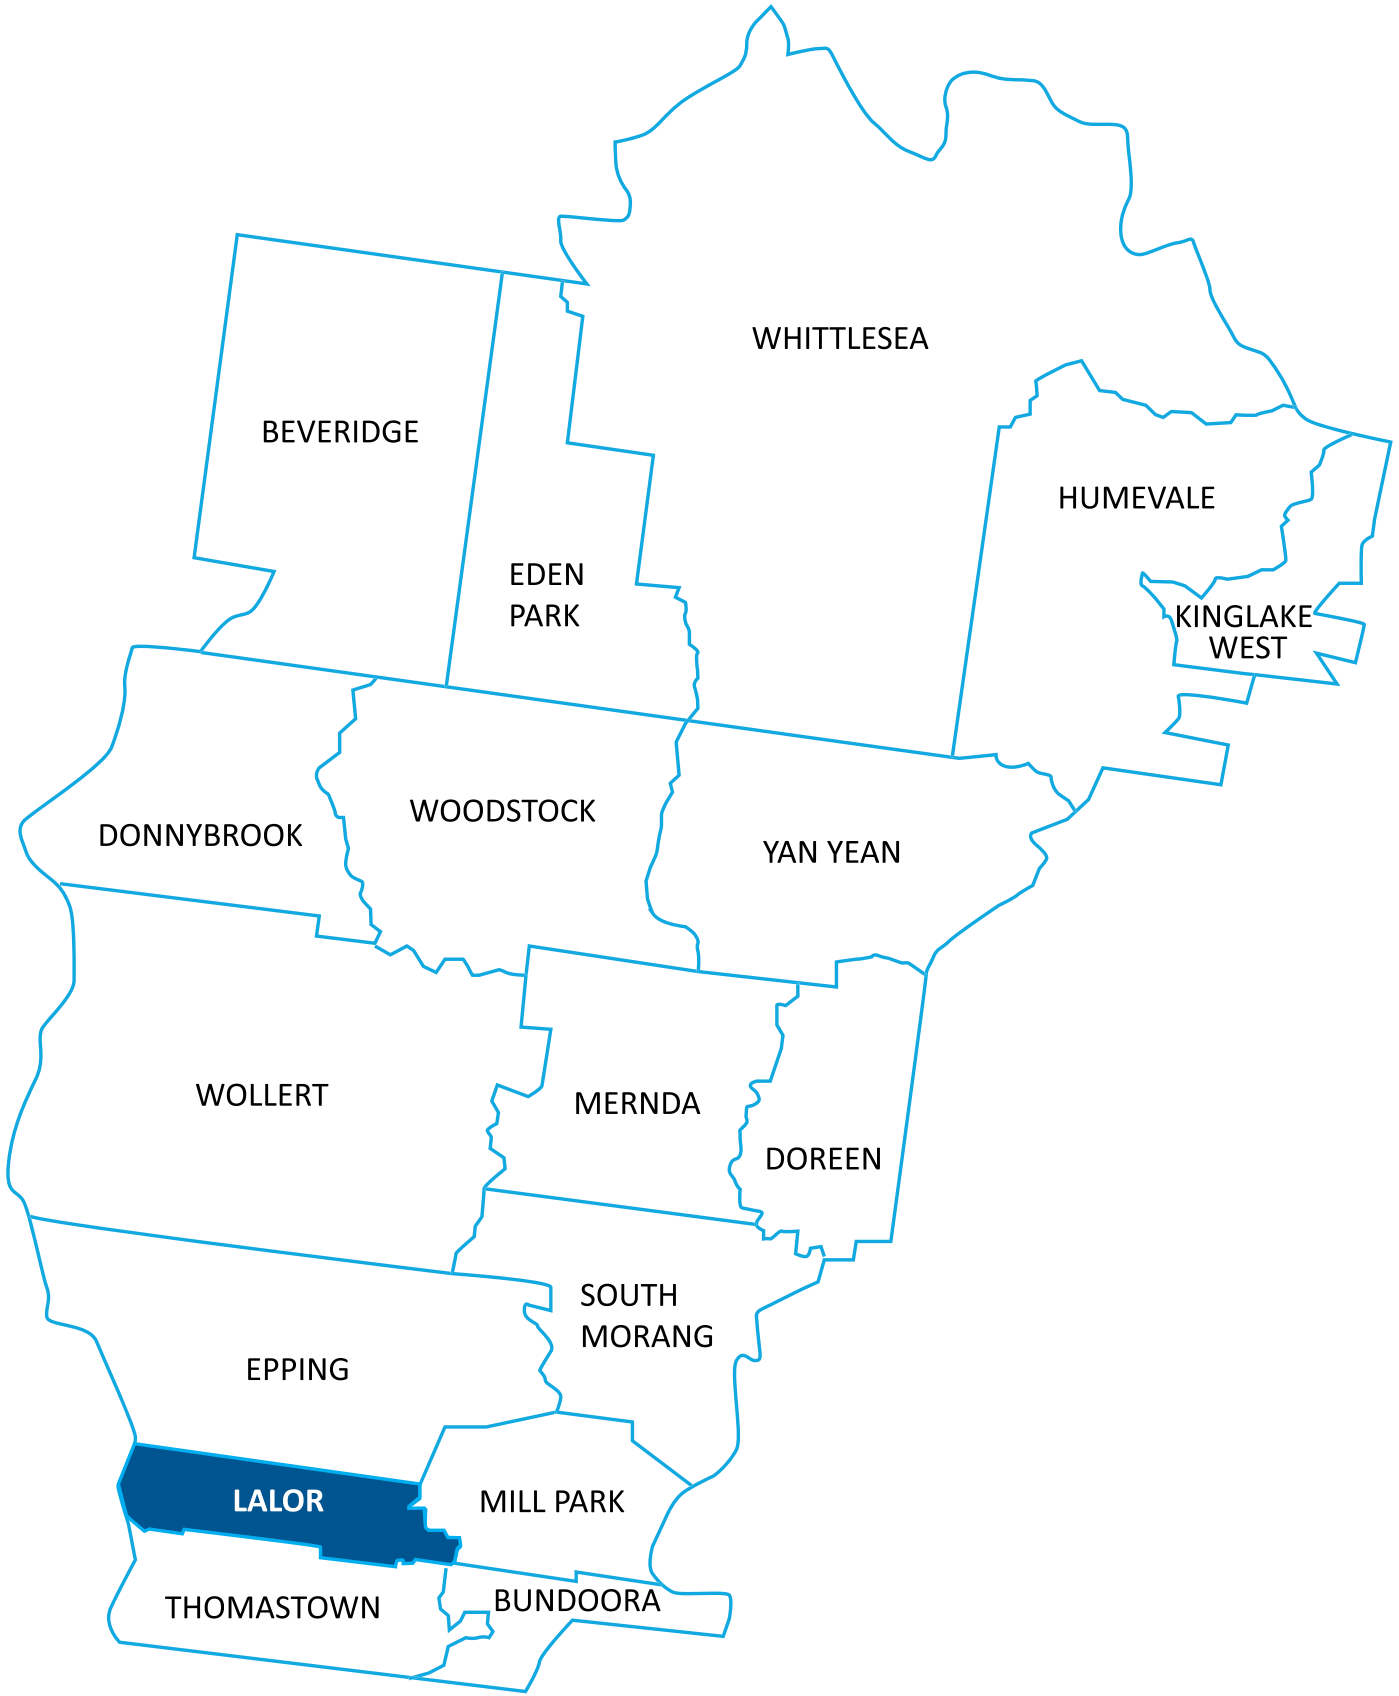 WHITTLESEA
BEVERIDGE
HUMEVALE
EDEN
PARK
KINGLAKE
WEST
WOODSTOCK
DONNYBROOK
YAN YEAN
WOLLERT
MERNDA
DOREEN
SOUTH
MORANG
EPPING
LALOR
MILL PARK
THOMASTOWN
BUNDOORA